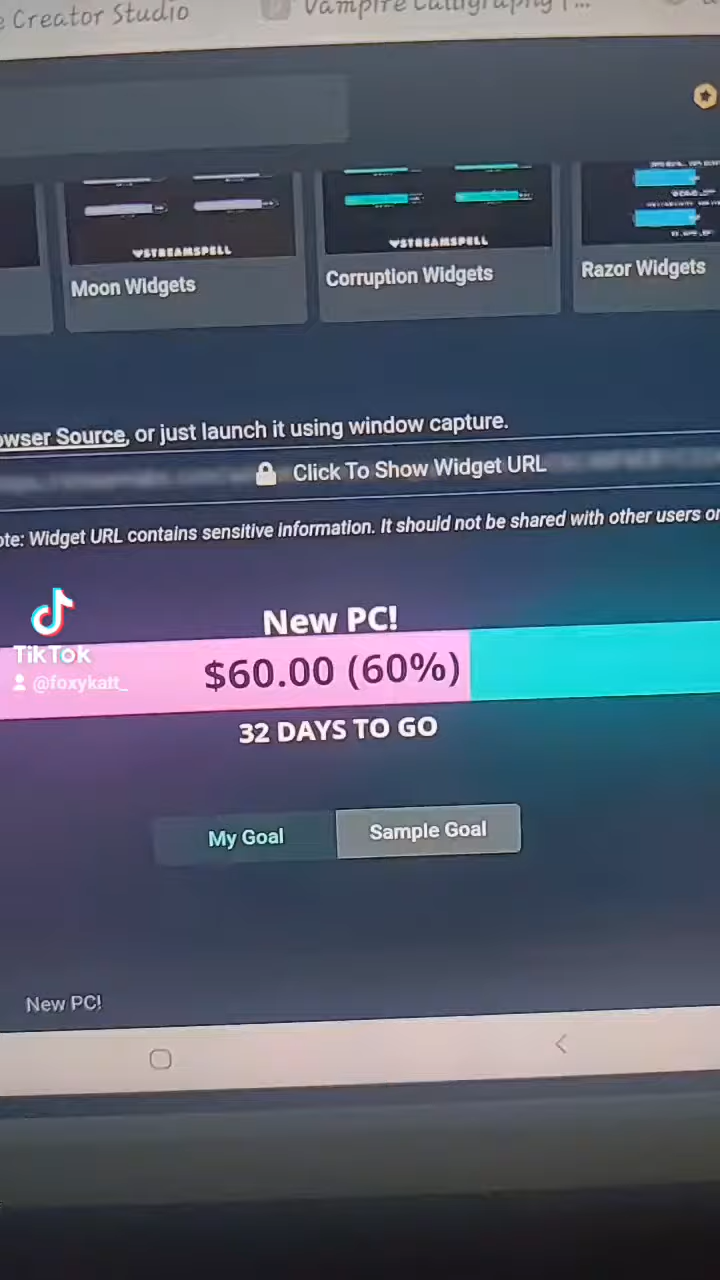 e Creator Studio
Vampire Calligraphy | ...
♥STREAMSPELL
♥STREAMSPELL
Moon Widgets
Corruption Widgets
Razor Widgets
owser Source, or just launch it using window capture.
Click To Show Widget URL
ote: Widget URL contains sensitive information. It should not be shared with other users or
New PC!
TikTok
$60.00 (60%)
@foxykatt_
32 DAYS TO GO
My Goal
Sample Goal
New PC!